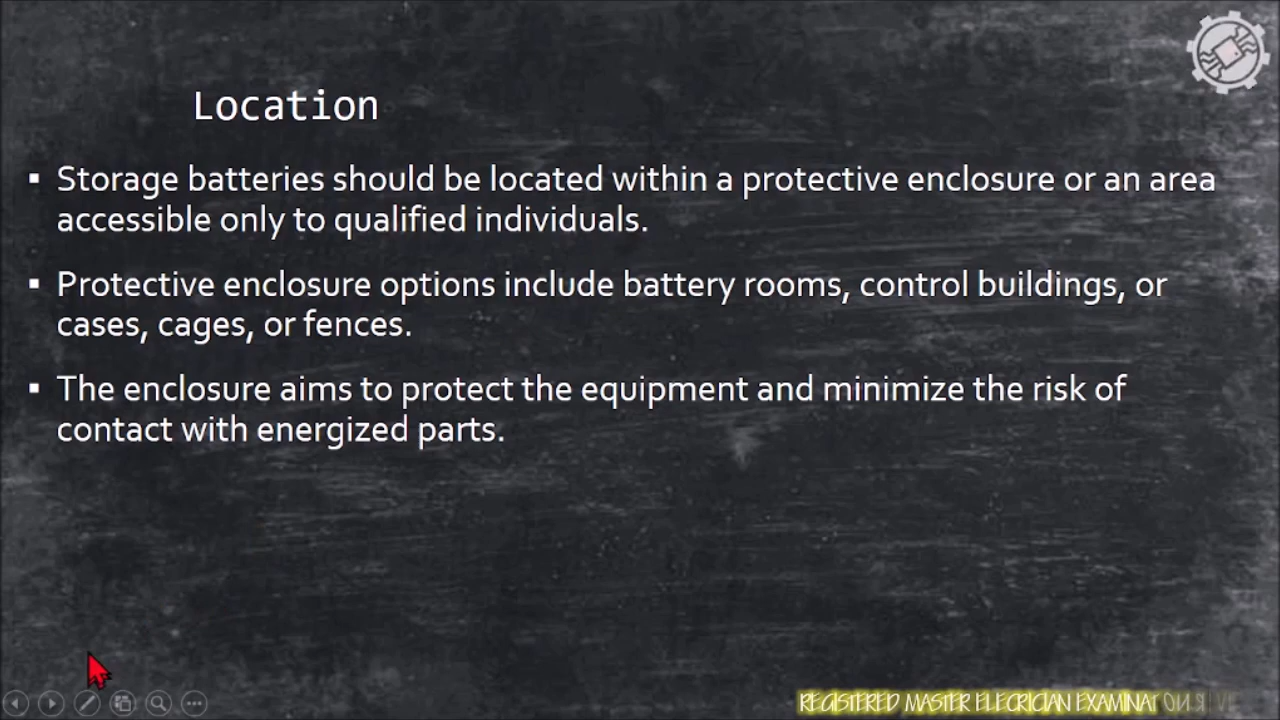 Location
▪ Storage batteries should be located within a protective enclosure or an area
accessible only to qualified individuals.
▪ Protective enclosure options include battery rooms, control buildings, or
cases, cages, or fences.
▪ The enclosure aims to protect the equipment and minimize the risk of
contact with energized parts.
REGISTERED MASTER ELECRICIAN